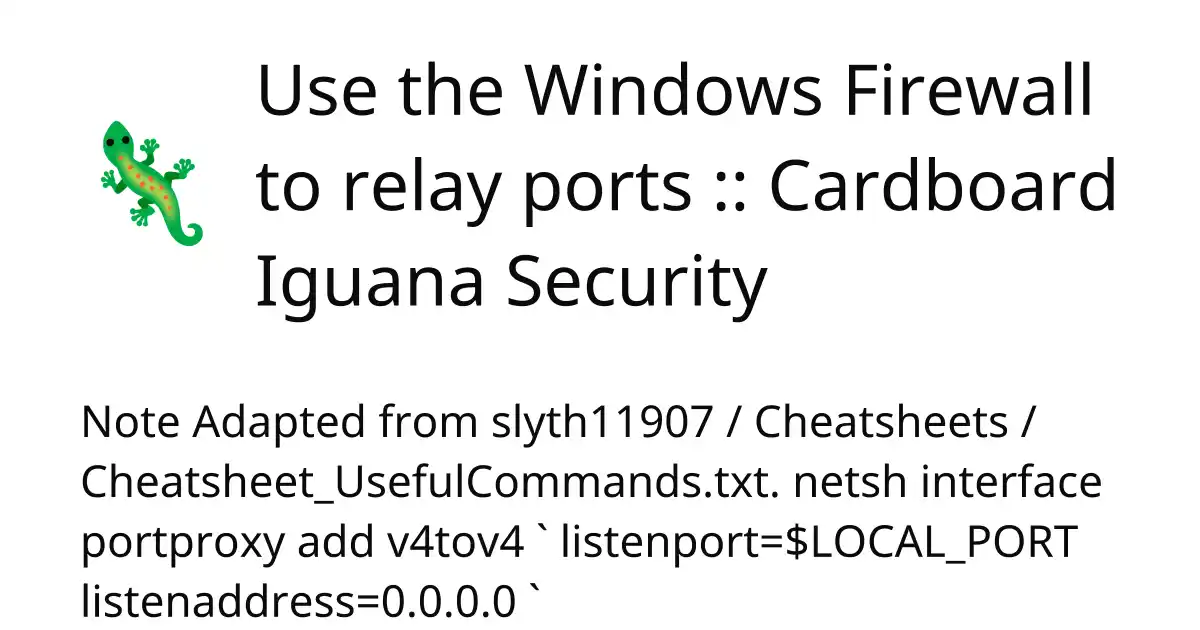 Use the Windows Firewall
to relay ports :: Cardboard
Iguana Security
Note Adapted from slyth11907 / Cheatsheets /
Cheatsheet_UsefulCommands.txt. netsh interface
portproxy add v4tov4 ` listenport=$LOCAL_PORT
listenaddress=0.0.0.0 `